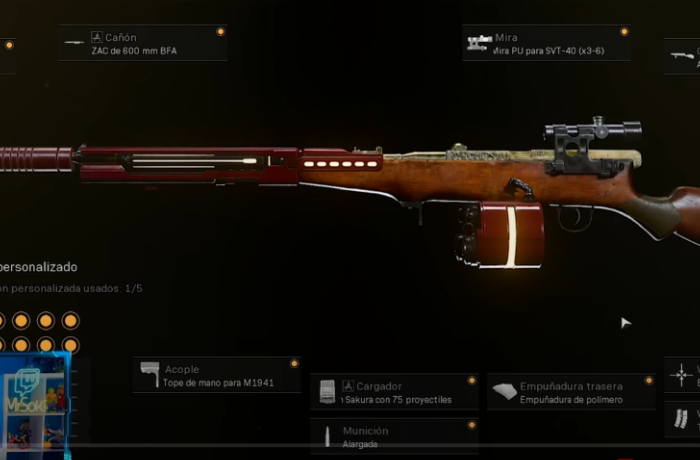 Cañón
ZAC de 600 mm BFA
Mira
Mira PU para SVT-40 (x3-6)
personalizado
ón personalizada usados: 1/5
Acople
Tope de mano para M1941
Cargador
Sakura con 75 proyectiles
Empuñadura trasera
Empuñadura de polímero
Munición
Alargada